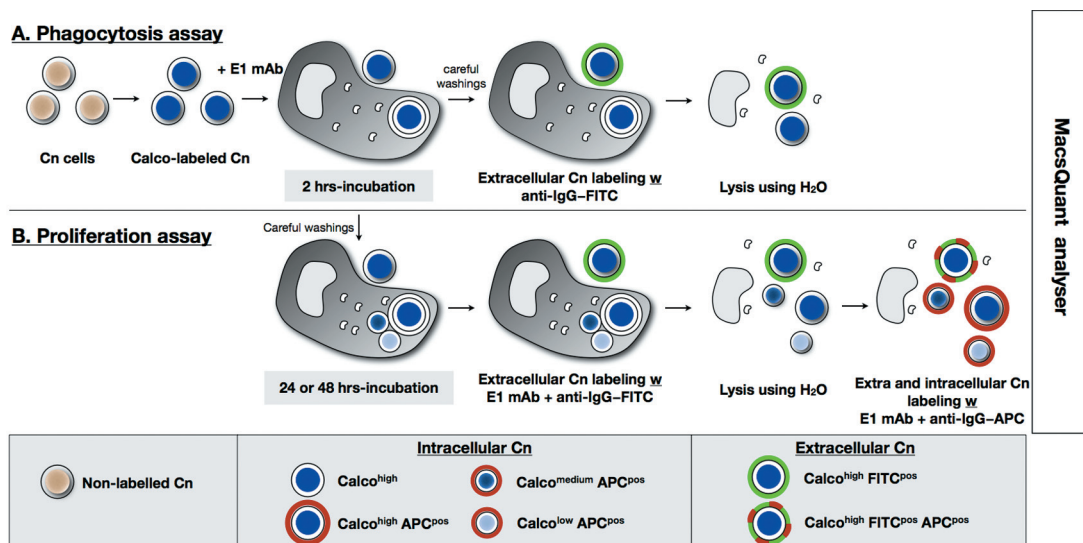 A. Phagocytosis assay
+ E1 mAb
careful
washings
Cn cells
Calco-labeled Cn
2 hrs-incubation
Extracellular Cn labeling w
anti-IgG–FITC
Lysis using H₂O
B. Proliferation assay
Careful washings
24 or 48 hrs-incubation
Extracellular Cn labeling w
E1 mAb + anti-IgG–FITC
Lysis using H₂O
Extra and intracellular Cn
labeling w
E1 mAb + anti-IgG–APC
MacsQuant analyser
Non-labelled Cn
Intracellular Cn
Calcoʰⁱᵍʰ
Calcoᵐᵉᵈⁱᵘᵐ APCᵖᵒˢ
Calcoʰⁱᵍʰ APCᵖᵒˢ
Calcoˡᵒʷ APCᵖᵒˢ
Extracellular Cn
Calcoʰⁱᵍʰ FITCᵖᵒˢ
Calcoʰⁱᵍʰ FITCᵖᵒˢ APCᵖᵒˢ